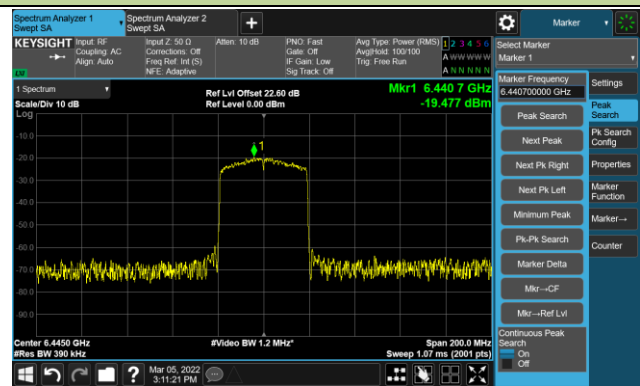 Spectrum Analyzer 1
Swept SA
Spectrum Analyzer 2
Swept SA
+
Marker
KEYSIGHT
Input: RF
Coupling: AC
Align: Auto
Input Z: 50 Ω
Corrections: Off
Freq Ref: Int (S)
NFE: Adaptive
Atten: 10 dB
PNO: Fast
Gate: Off
IF Gain: Low
Sig Track: Off
Avg Type: Power (RMS)
Avg|Hold: 100/100
Trig: Free Run
1 2 3 4 5 6
A W W W W W
A N N N N N
Select Marker
Marker 1
1 Spectrum
Scale/Div 10 dB
Log
Ref Lvl Offset 22.60 dB
Ref Level 0.00 dBm
Mkr1 6.440 7 GHz
-19.477 dBm
-10.0
-20.0
-30.0
-40.0
-50.0
-60.0
-70.0
-80.0
-90.0
1
Center 6.4450 GHz
#Res BW 390 kHz
#Video BW 1.2 MHz*
Span 200.0 MHz
Sweep 1.07 ms (2001 pts)
Marker Frequency
6.440700000 GHz
Peak Search
Next Peak
Next Pk Right
Next Pk Left
Minimum Peak
Pk-Pk Search
Marker Delta
Mkr→CF
Mkr→Ref Lvl
Continuous Peak
Search
On
Off
Settings
Peak
Search
Pk Search
Config
Properties
Marker
Function
Marker→
Counter
?
Mar 05, 2022
3:11:21 PM